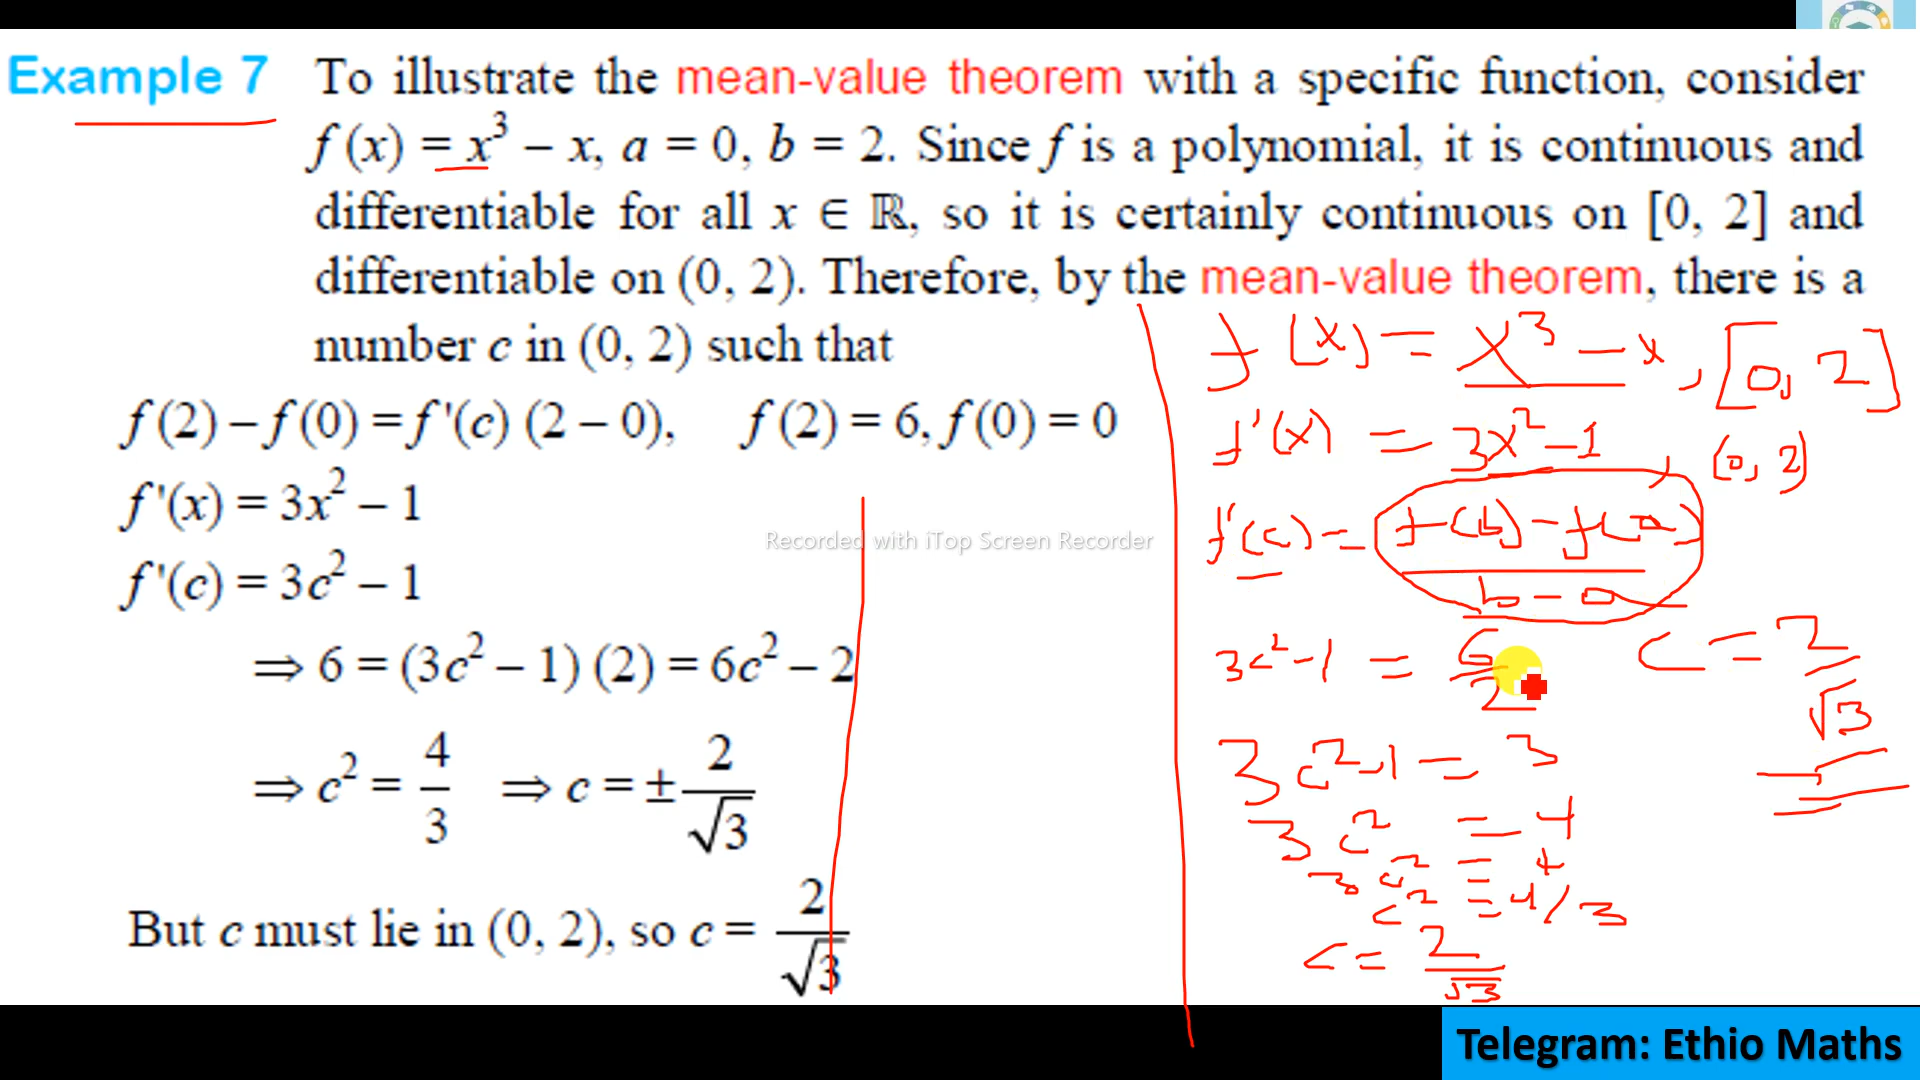 Example 7 To illustrate the mean-value theorem with a specific function, consider
f (x) = x³ – x, a = 0, b = 2. Since f is a polynomial, it is continuous and
differentiable for all x ∈ ℝ, so it is certainly continuous on [0, 2] and
differentiable on (0, 2). Therefore, by the mean-value theorem, there is a
number c in (0, 2) such that
f (2) – f (0) = f '(c) (2 – 0), f (2) = 6, f (0) = 0
f '(x) = 3x² – 1
f '(c) = 3c² – 1
⇒ 6 = (3c² – 1) (2) = 6c² – 2
⇒ c² = 4/3 ⇒ c = ± 2/√3
But c must lie in (0, 2), so c = 2/√3
f (x) = x³ – x, [0, 2]
f'(x) = 3x² – 1, (0, 2)
f'(c) = f(b) – f(a) / b – a
3c² – 1 = 6/2
c = 2/√3
3c² – 1 = 3
3c² = 4
3c² = 4
c² = 4/3
c = 2/√3
Recorded with iTop Screen Recorder
Telegram: Ethio Maths